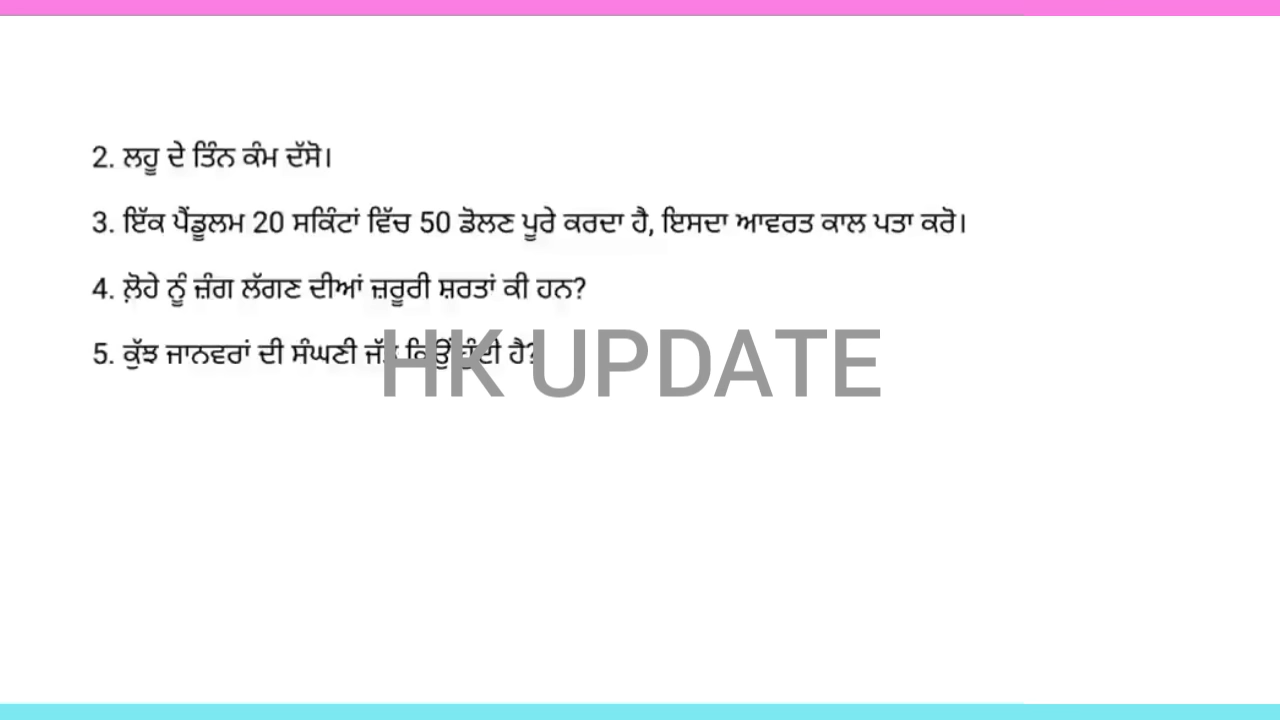 2. ਲਹੂ ਦੇ ਤਿੰਨ ਕੰਮ ਦੱਸੋ।
3. ਇੱਕ ਪੈਂਡੂਲਮ 20 ਸਕਿੰਟਾਂ ਵਿੱਚ 50 ਡੋਲਣ ਪੂਰੇ ਕਰਦਾ ਹੈ, ਇਸਦਾ ਆਵਰਤ ਕਾਲ ਪਤਾ ਕਰੋ।
4. ਲੋ਼ਹੇ ਨੂੰ ਜ਼ੰਗ ਲੱਗਣ ਦੀਆਂ ਜ਼ਰੂਰੀ ਸ਼ਰਤਾਂ ਕੀ ਹਨ?
5. ਕੁੱਝ ਜਾਨਵਰਾਂ ਦੀ ਸੰਘਣੀ ਹੈ?
HK UPDATE